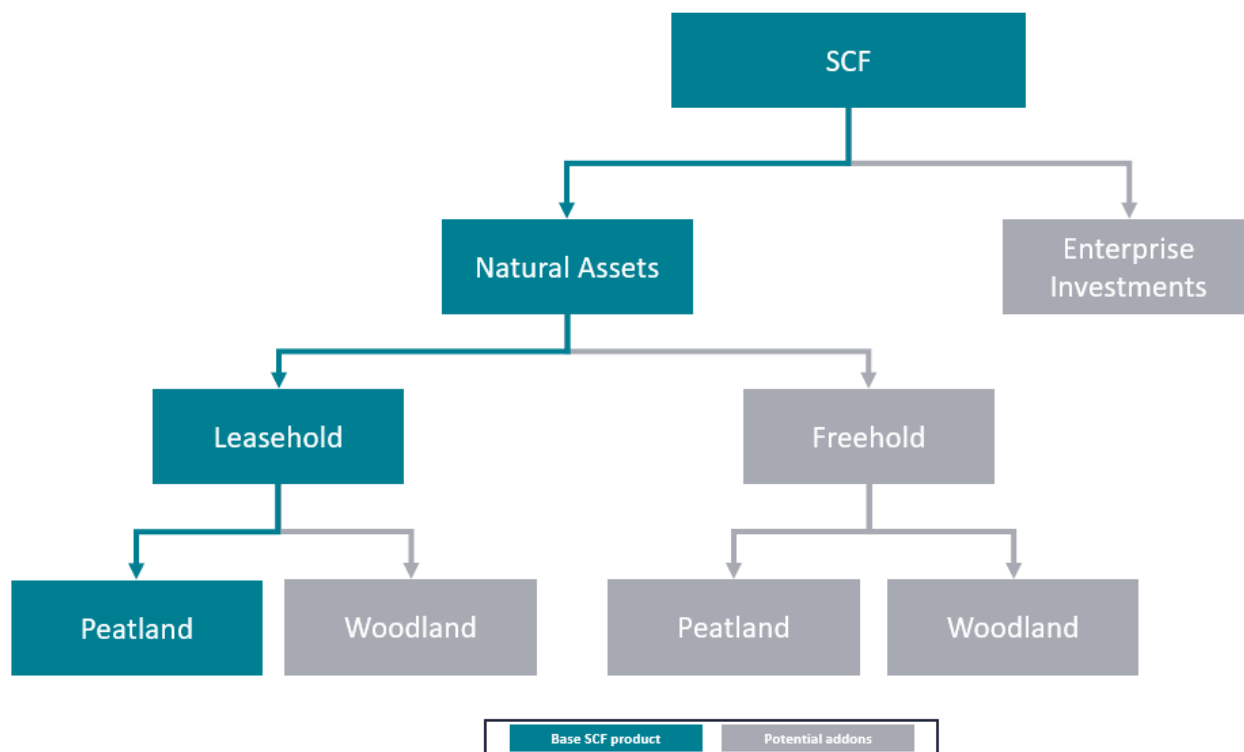 SCF
Natural Assets
Enterprise
Investments
Leasehold
Freehold
Peatland
Woodland
Peatland
Woodland
Base SCF product
Potential addons